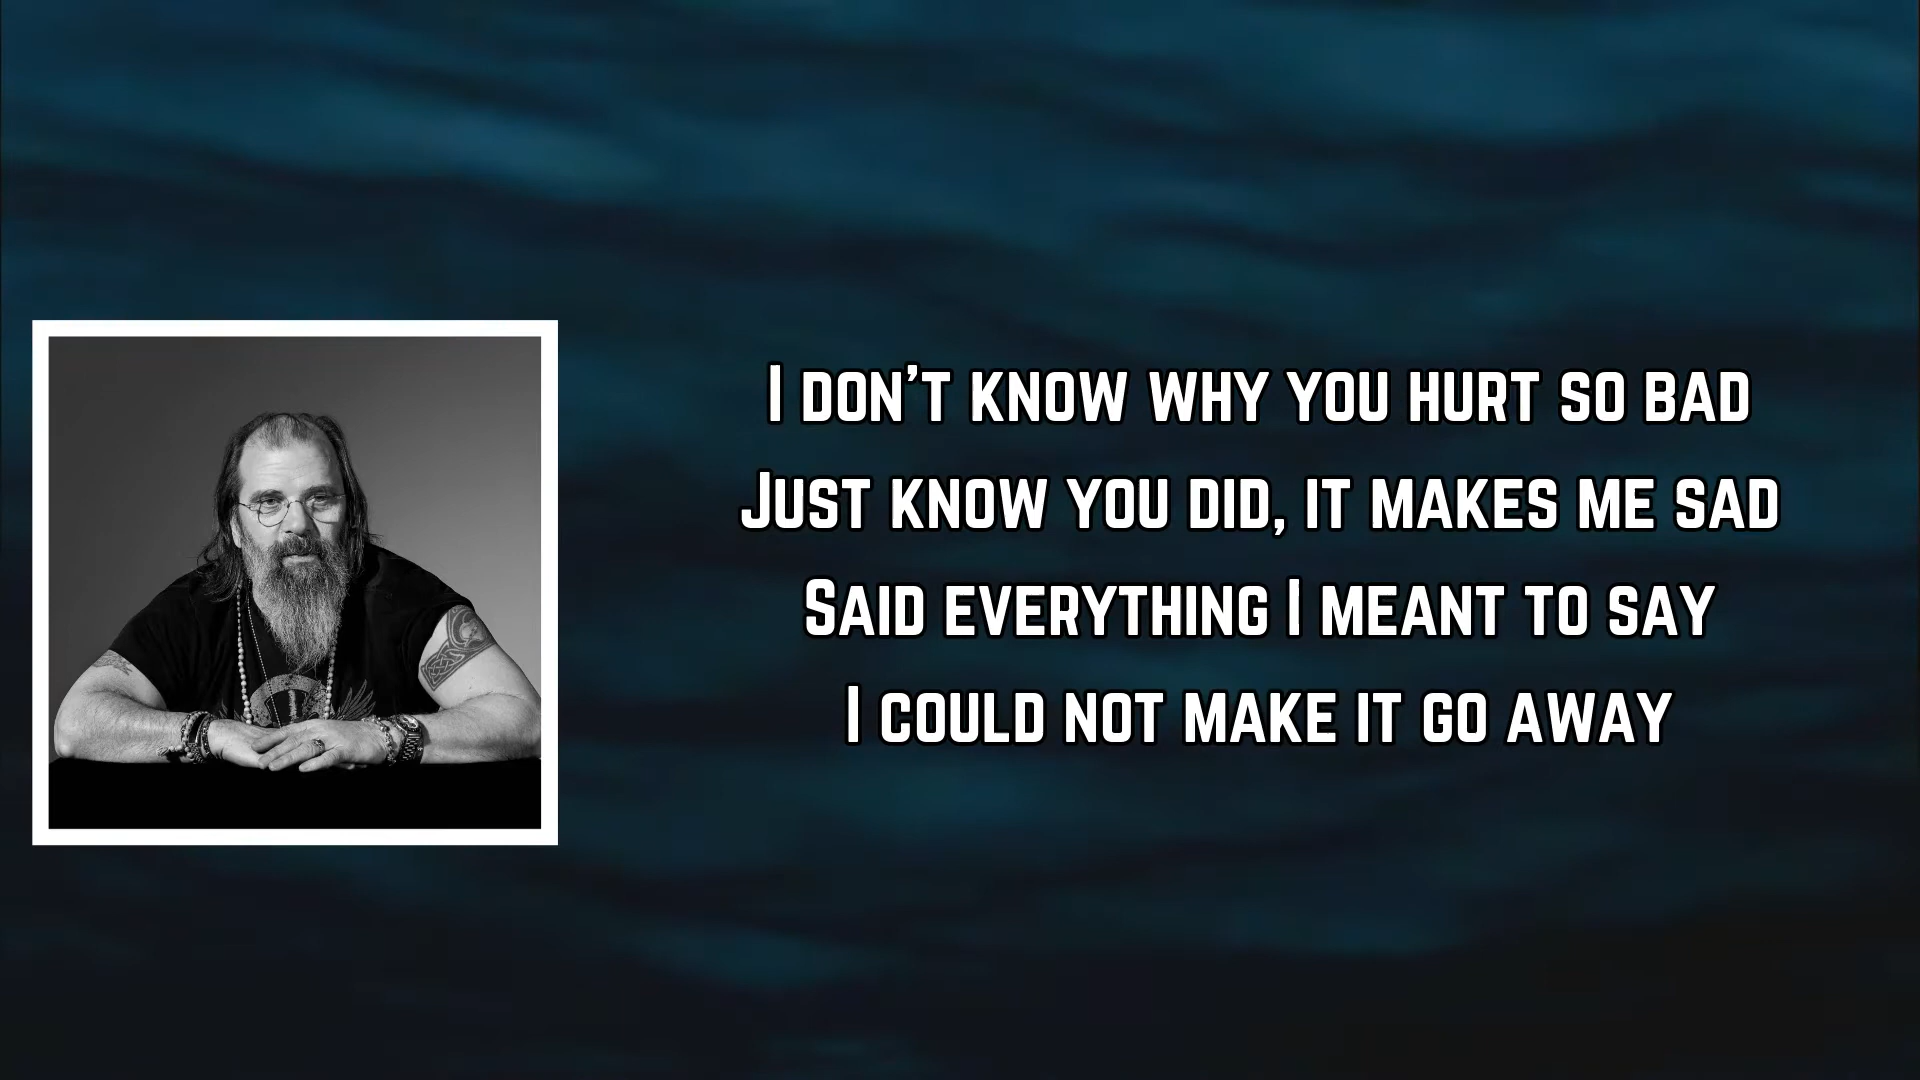 I don't know why you hurt so bad
Just know you did, it makes me sad
Said everything I meant to say
I could not make it go away